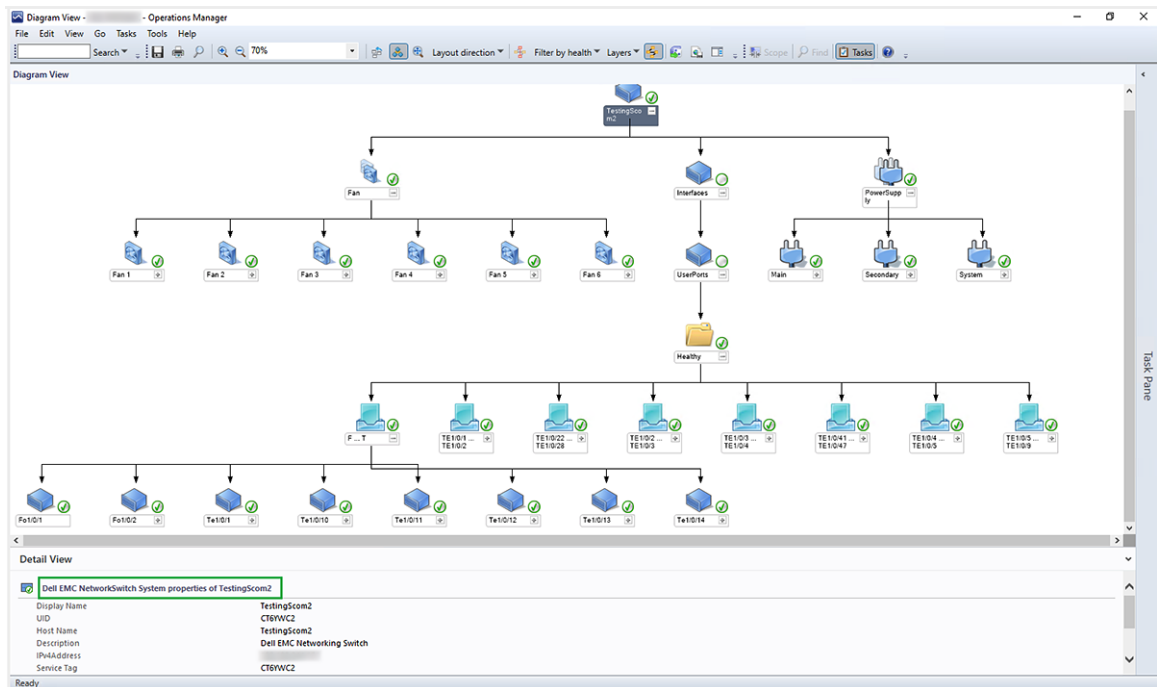 Diagram View - - Operations Manager
File Edit View Go Tasks Tools Help
Search 70% Layout direction Filter by health Layers Scope Find Tasks
Diagram View
TestingSco
m2
Fan Interfaces PowerSupp
ly
Fan 1 Fan 2 Fan 3 Fan 4 Fan 5 Fan 6 UserPorts Main Secondary System
Healthy
Task Pane
F ... T TE1/0/1 ... TE1/0/22 ... TE1/0/2 ... TE1/0/3 ... TE1/0/41 ... TE1/0/4 ... TE1/0/5 ...
TE1/0/2 TE1/0/28 TE1/0/3 TE1/0/4 TE1/0/47 TE1/0/5 TE1/0/9
Fo1/0/1 Fo1/0/2 Te1/0/1 Te1/0/10 Te1/0/11 Te1/0/12 Te1/0/13 Te1/0/14
Detail View
Dell EMC NetworkSwitch System properties of TestingScom2
Display Name TestingScom2
UID CT6YWC2
Host Name TestingScom2
Description Dell EMC Networking Switch
IPv4Address
Service Tag CT6YWC2
Ready